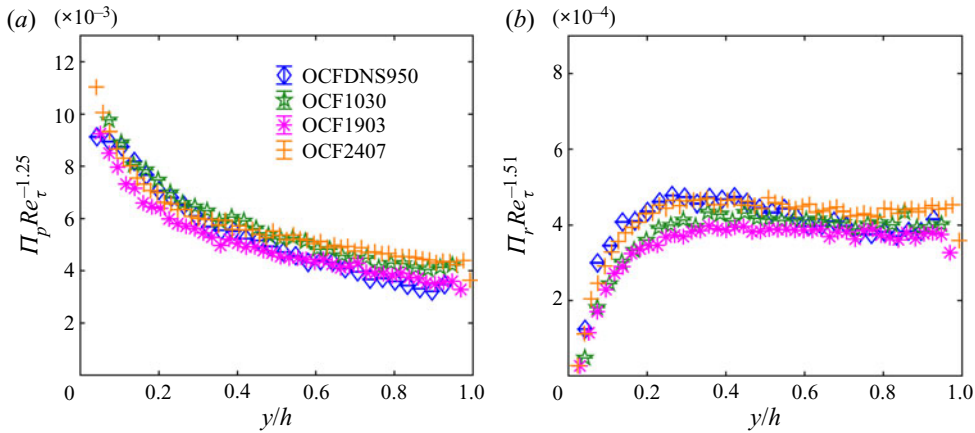 (a) (×10⁻³)
12
10
8
6
4
2
Π_p Re_τ^−1.25
0 0.2 0.4 0.6 0.8 1.0
y/h
OCFDNS950
OCF1030
OCF1903
OCF2407
(b) (×10⁻⁴)
8
4
Π_r Re_τ^−1.51
0 0.2 0.4 0.6 0.8 1.0
y/h